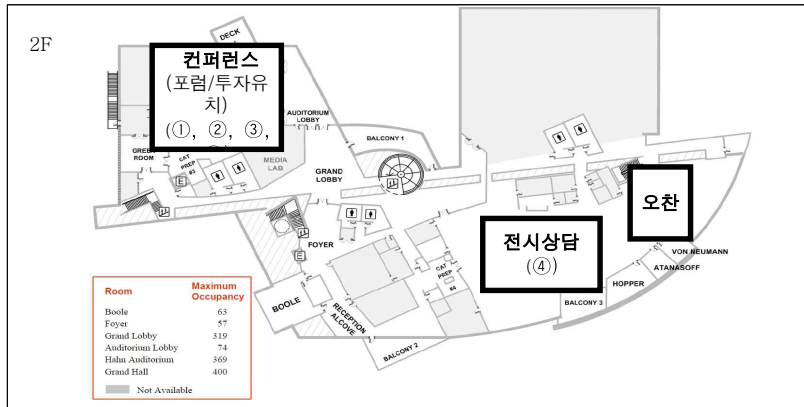 2F
DECK
컨퍼런스
(포럼/투자유
치)
(①, ②, ③,
AUDITORIUM
LOBBY
BALCONY 1
GREEN
ROOM
CAT
PREP
#3
MEDIA
LAB
GRAND
LOBBY
E
FOYER
E
오찬
전시상담
(④)
CAT
PREP
#4
VON NEUMANN
ATANASOFF
HOPPER
BALCONY 3
BOOLE
RECEPTION
ALCOVE
BALCONY 2
Room Maximum Occupancy
Boole 63
Foyer 57
Grand Lobby 319
Auditorium Lobby 74
Hahn Auditorium 369
Grand Hall 400
Not Available